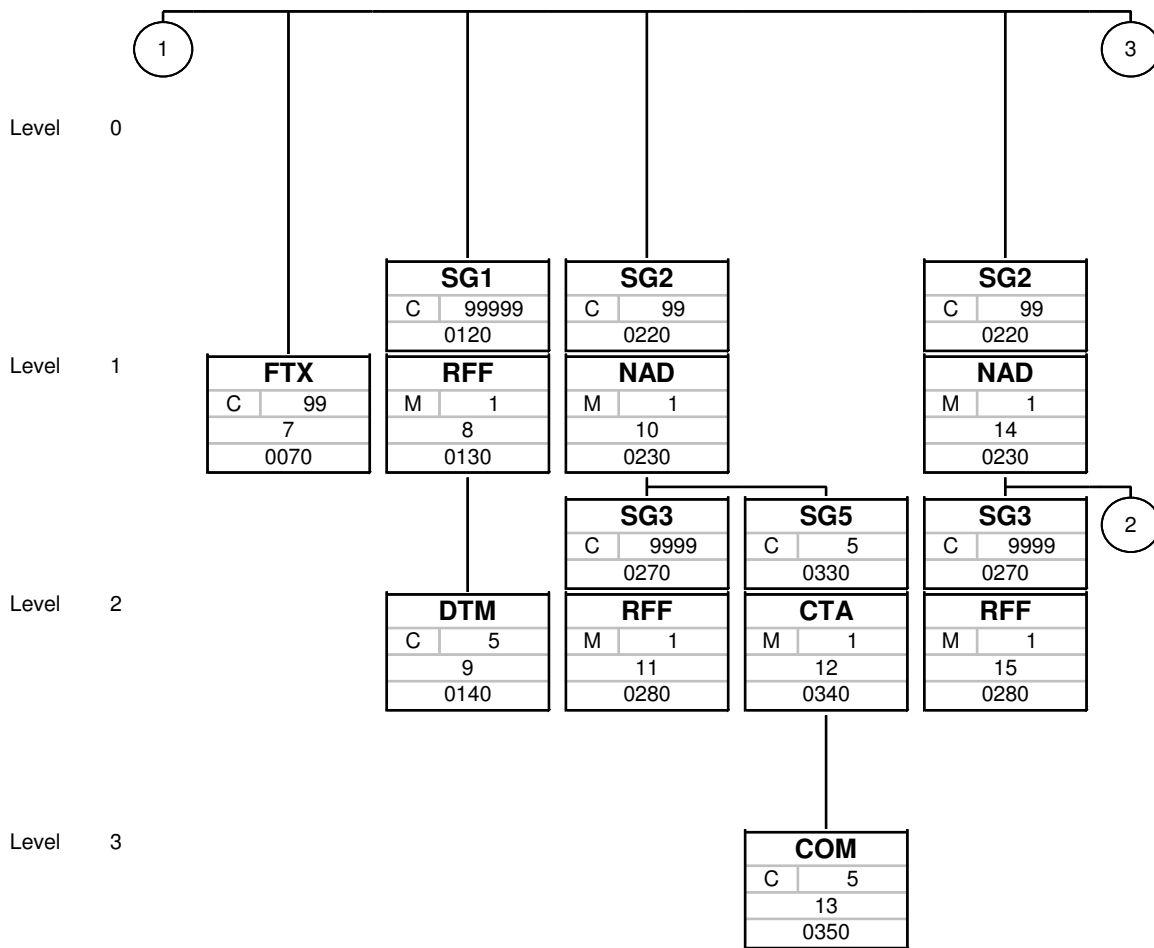 1
3
Level 0
SG1 SG2 SG2
C 99999 C 99 C 99
0120 0220 0220
Level 1
FTX RFF NAD NAD
C 99 M 1 M 1 M 1
7 8 10 14
0070 0130 0230 0230
SG3 SG5 SG3
2
C 9999 C 5 C 9999
0270 0330 0270
Level 2
DTM RFF CTA RFF
C 5 M 1 M 1 M 1
9 11 12 15
0140 0280 0340 0280
Level 3
COM
C 5
13
0350